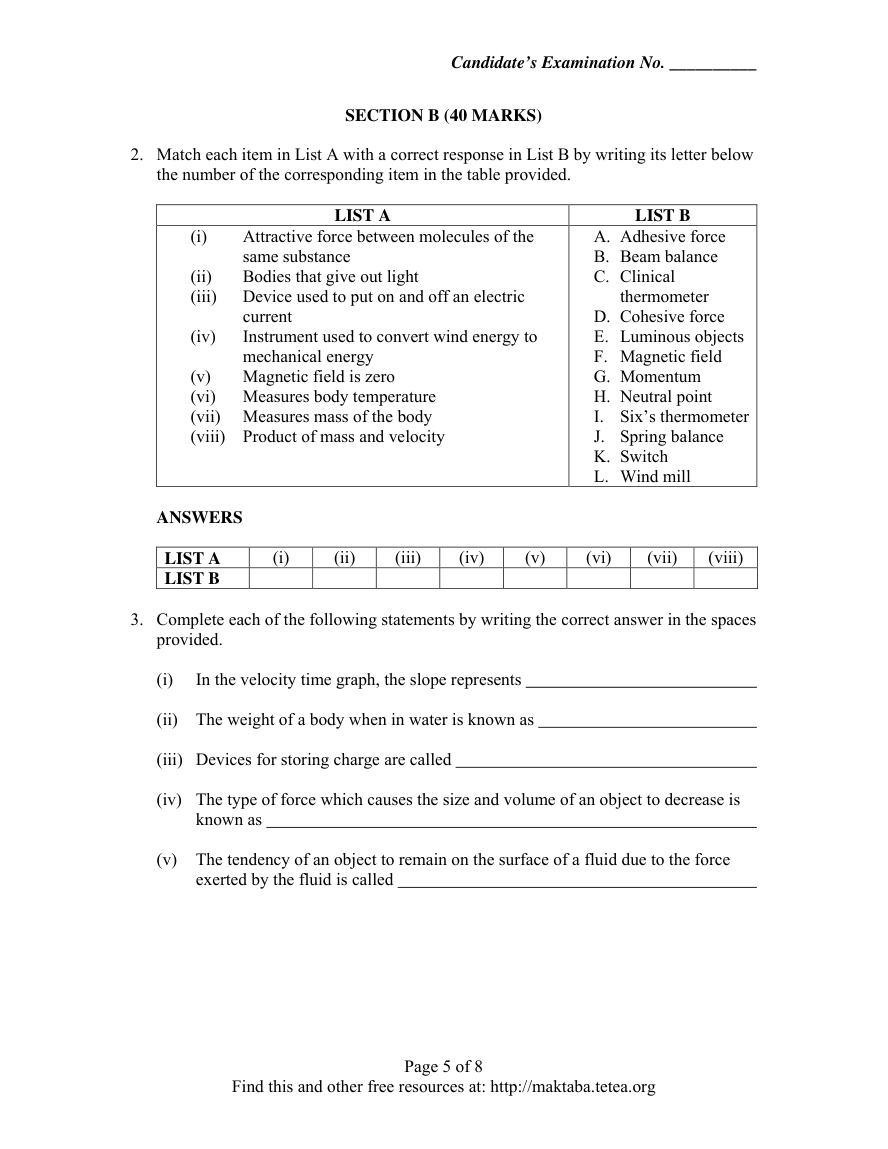 Candidate’s Examination No. __________
SECTION B (40 MARKS)
2. Match each item in List A with a correct response in List B by writing its letter below
the number of the corresponding item in the table provided.
LIST A
(i) Attractive force between molecules of the
same substance
(ii) Bodies that give out light
(iii) Device used to put on and off an electric
current
(iv) Instrument used to convert wind energy to
mechanical energy
(v) Magnetic field is zero
(vi) Measures body temperature
(vii) Measures mass of the body
(viii) Product of mass and velocity
LIST B
A. Adhesive force
B. Beam balance
C. Clinical
thermometer
D. Cohesive force
E. Luminous objects
F. Magnetic field
G. Momentum
H. Neutral point
I. Six’s thermometer
J. Spring balance
K. Switch
L. Wind mill
ANSWERS
LIST A (i) (ii) (iii) (iv) (v) (vi) (vii) (viii)
LIST B
3. Complete each of the following statements by writing the correct answer in the spaces
provided.
(i) In the velocity time graph, the slope represents ____________________
(ii) The weight of a body when in water is known as ____________________
(iii) Devices for storing charge are called ____________________
(iv) The type of force which causes the size and volume of an object to decrease is
known as ____________________
(v) The tendency of an object to remain on the surface of a fluid due to the force
exerted by the fluid is called ____________________
Page 5 of 8
Find this and other free resources at: http://maktaba.tetea.org